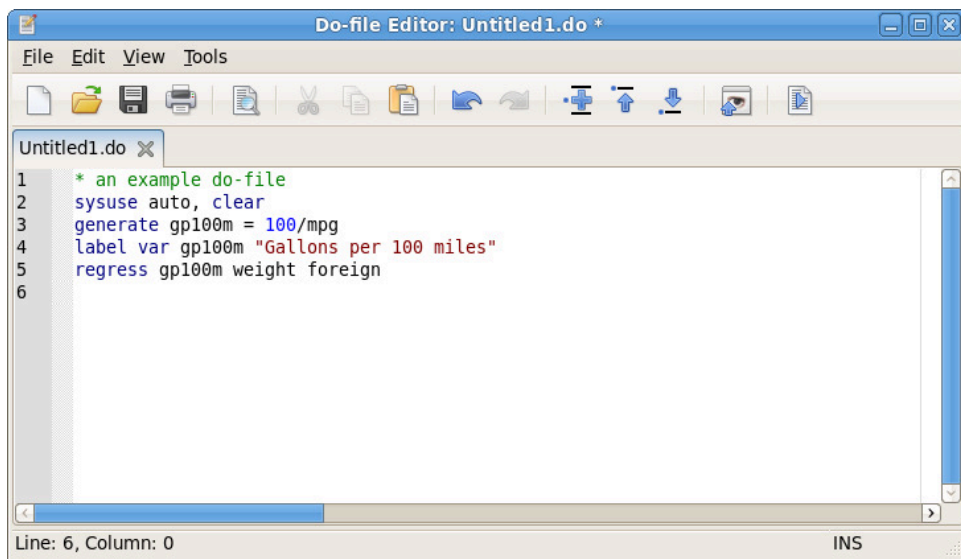 Do-file Editor: Untitled1.do *
File Edit View Tools
Untitled1.do
1 * an example do-file
2 sysuse auto, clear
3 generate gp100m = 100/mpg
4 label var gp100m "Gallons per 100 miles"
5 regress gp100m weight foreign
6
Line: 6, Column: 0 INS